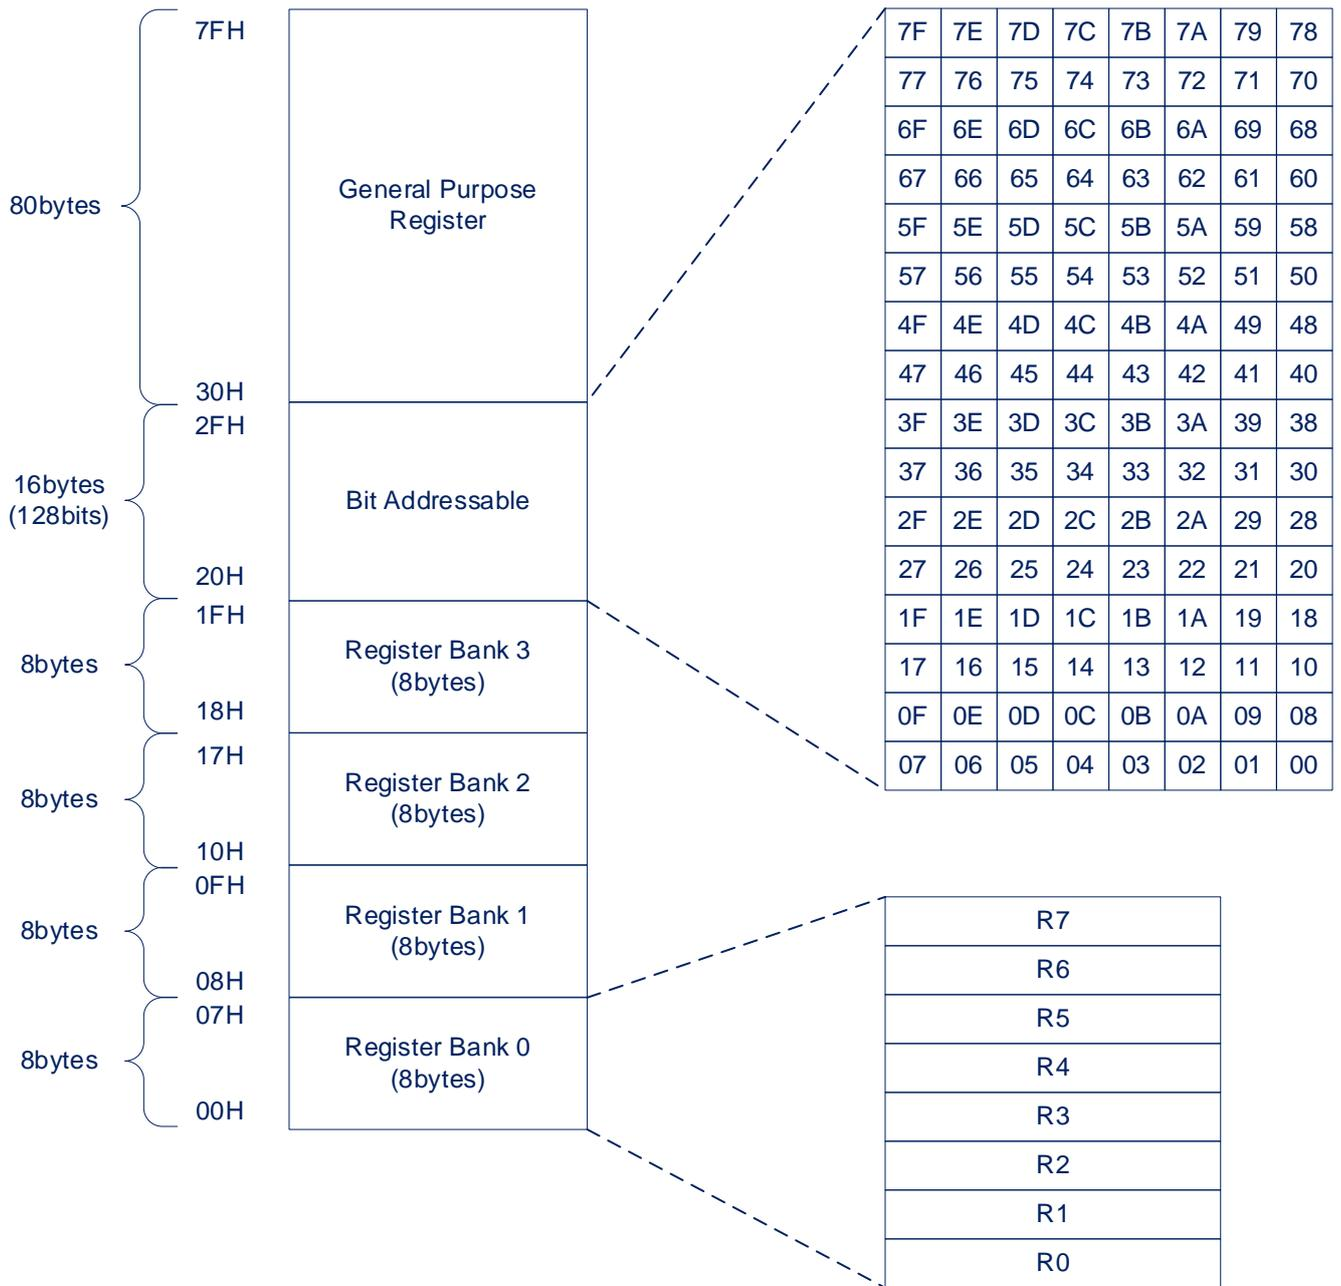 7FH
80bytes
General Purpose
Register
30H
2FH
16bytes
(128bits)
Bit Addressable
20H
1FH
8bytes
Register Bank 3
(8bytes)
18H
17H
8bytes
Register Bank 2
(8bytes)
10H
0FH
8bytes
Register Bank 1
(8bytes)
08H
07H
8bytes
Register Bank 0
(8bytes)
00H
7F 7E 7D 7C 7B 7A 79 78
77 76 75 74 73 72 71 70
6F 6E 6D 6C 6B 6A 69 68
67 66 65 64 63 62 61 60
5F 5E 5D 5C 5B 5A 59 58
57 56 55 54 53 52 51 50
4F 4E 4D 4C 4B 4A 49 48
47 46 45 44 43 42 41 40
3F 3E 3D 3C 3B 3A 39 38
37 36 35 34 33 32 31 30
2F 2E 2D 2C 2B 2A 29 28
27 26 25 24 23 22 21 20
1F 1E 1D 1C 1B 1A 19 18
17 16 15 14 13 12 11 10
0F 0E 0D 0C 0B 0A 09 08
07 06 05 04 03 02 01 00
R7
R6
R5
R4
R3
R2
R1
R0